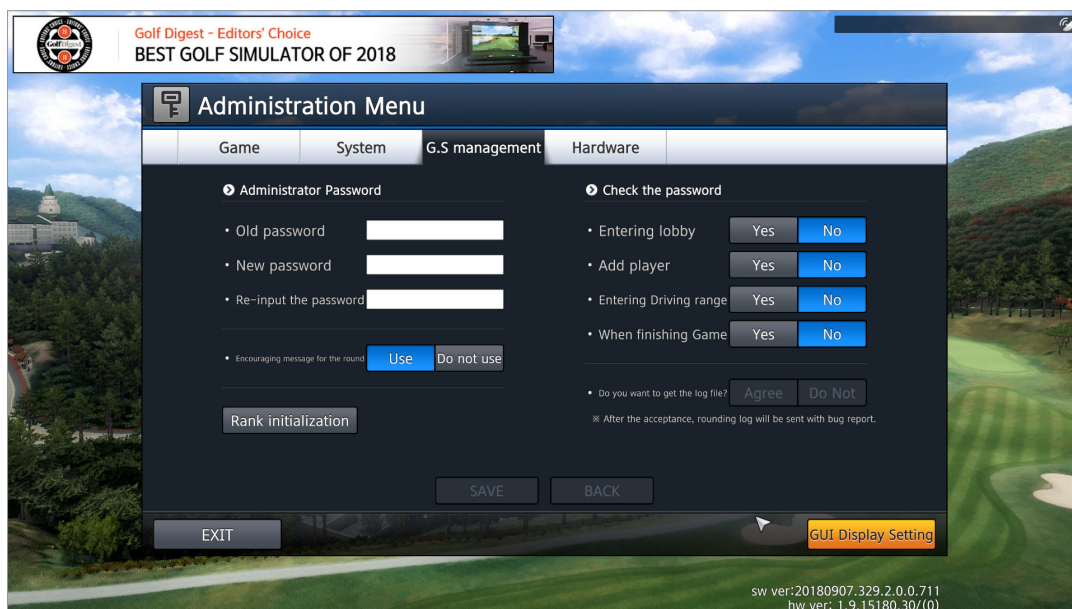 Golf Digest - Editors' Choice
BEST GOLF SIMULATOR OF 2018
Administration Menu
Game System G.S management Hardware
Administrator Password
• Old password
• New password
• Re-input the password
• Encouraging message for the round Use Do not use
Rank initialization
Check the password
• Entering lobby Yes No
• Add player Yes No
• Entering Driving range Yes No
• When finishing Game Yes No
• Do you want to get the log file? Agree Do Not
※ After the acceptance, rounding log will be sent with bug report.
SAVE BACK
EXIT GUI Display Setting
sw ver:20180907.329.2.0.0.711
hw ver: 1.9.15180.30/(0)